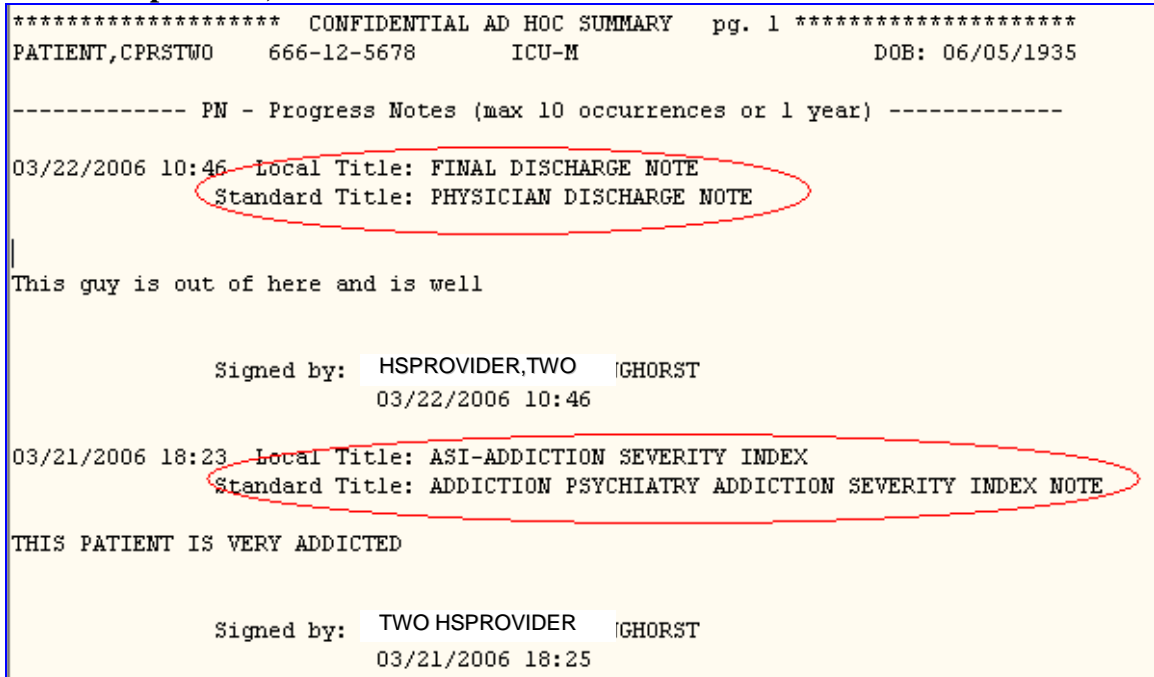 ******************** CONFIDENTIAL AD HOC SUMMARY pg. 1 *********************
PATIENT,CPRSTWO 666-12-5678 ICU-M DOB: 06/05/1935
------------- PN - Progress Notes (max 10 occurrences or 1 year) -------------
03/22/2006 10:46 Local Title: FINAL DISCHARGE NOTE
Standard Title: PHYSICIAN DISCHARGE NOTE
This guy is out of here and is well
Signed by: HSPROVIDER,TWO GHORST
03/22/2006 10:46
03/21/2006 18:23 Local Title: ASI-ADDICTION SEVERITY INDEX
Standard Title: ADDICTION PSYCHIATRY ADDICTION SEVERITY INDEX NOTE
THIS PATIENT IS VERY ADDICTED
Signed by: TWO HSPROVIDER GHORST
03/21/2006 18:25